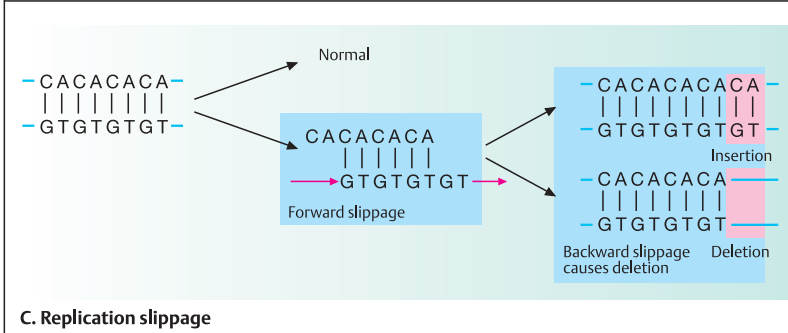 CACACACA
GTGTGTGT
Normal
CACACACA
GTGTGTGT
Forward slippage
CACACACACA
GTGTGTGTGT
Insertion
CACACACA
GTGTGTGT
Backward slippage
causes deletion
Deletion
C. Replication slippage